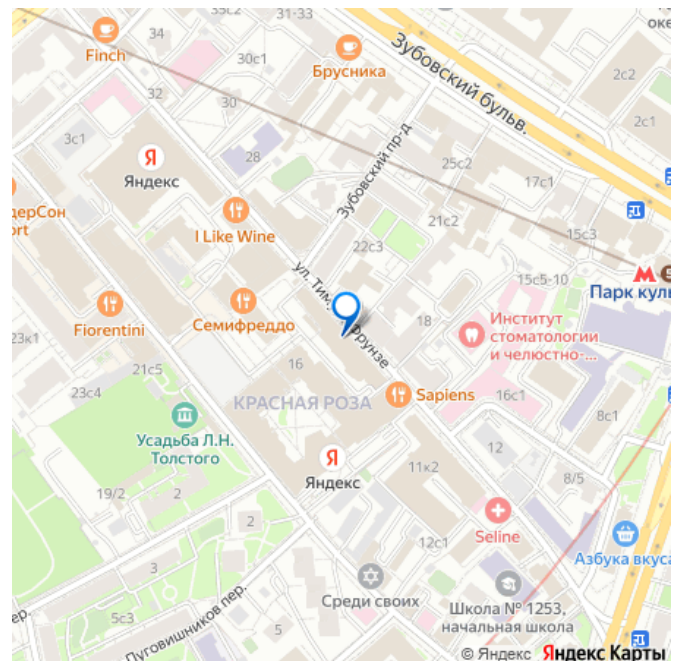 35с2
31-33
34
Finch
30с1
Брусника
Зубовский бульв.
2с2
2с1
32
30
3с1
Яндекс
28
Зубовский пр-д
25с2
17с1
I Like Wine
21с2
22с3
15с3
15с5-10
Парк куль
ул. Тим
Фрунзе
Fiorentini
Семифреддо
18
Институт
стоматологии
и челюстно-...
23к1
21с5
23с4
16
КРАСНАЯ РОЗА
Sapiens
16с1
8с1
Усадьба Л.Н.
Толстого
Яндекс
11к2
12
8/5
19/2
2
2
Seline
Азбука вкуса
12с1
3
Среди своих
Школа № 1253,
начальная школа
5с3
Пуговишников пер.
ер.
5
© Яндекс Яндекс Карты